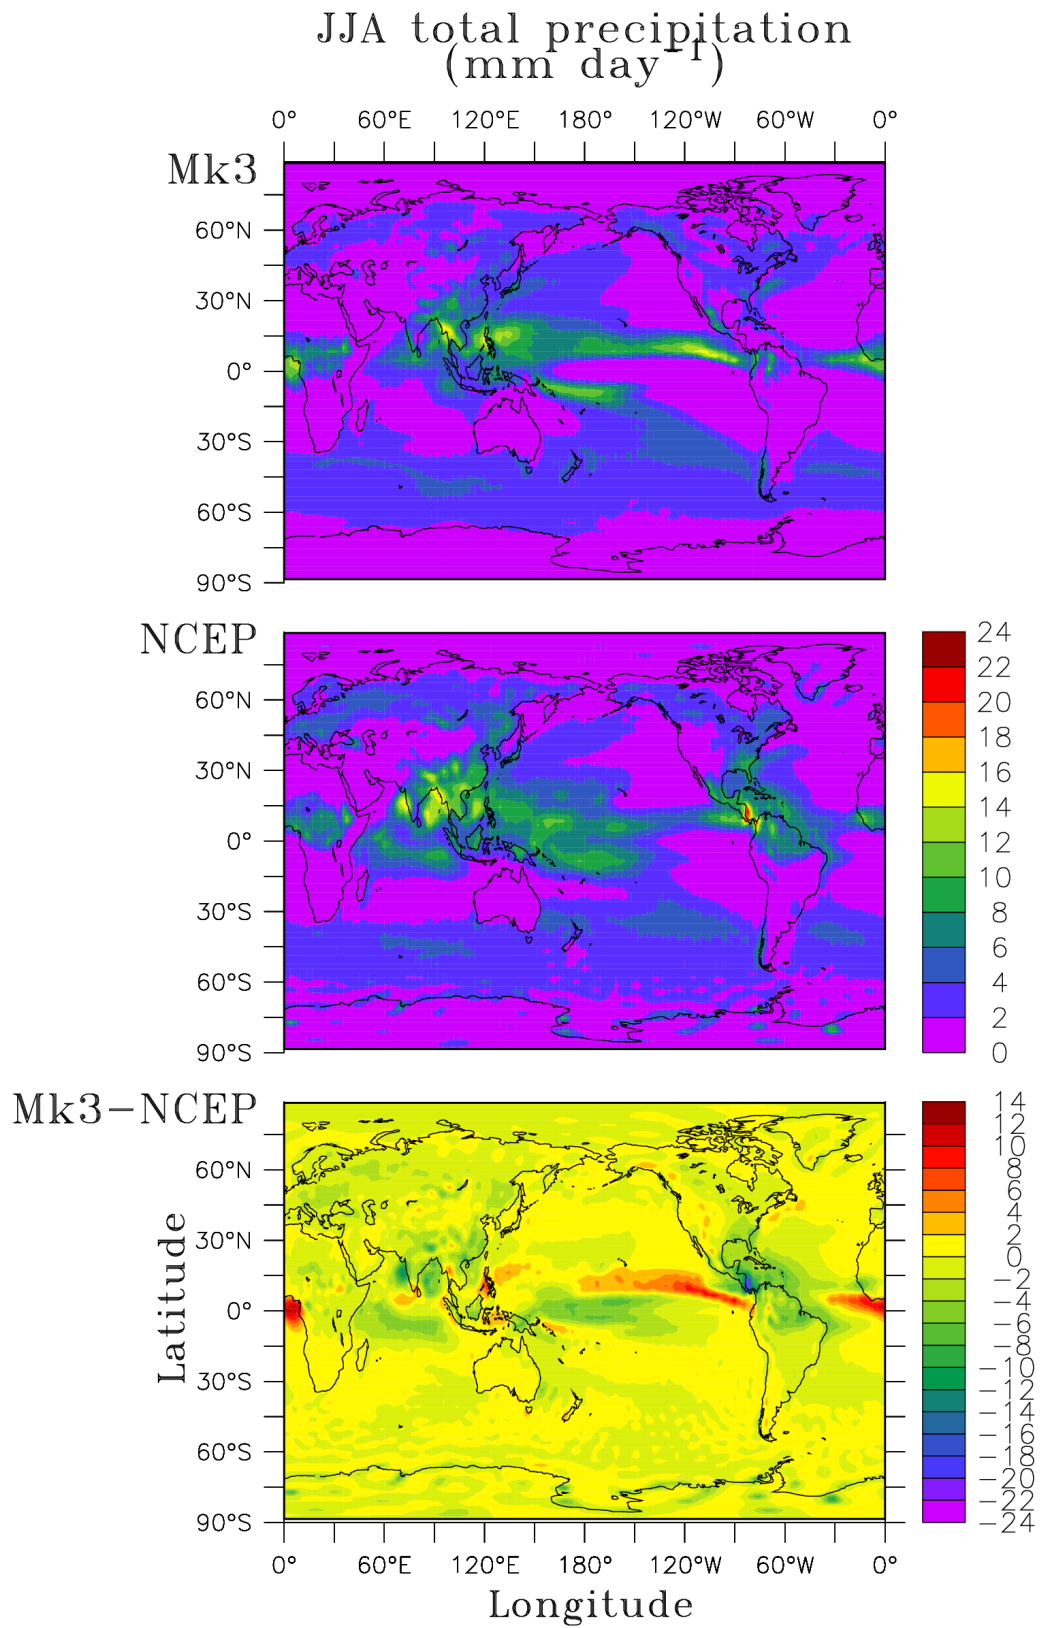 JJA total precipitation
(mm day⁻¹)
0° 60°E 120°E 180° 120°W 60°W 0°
Mk3
60°N
30°N
0°
30°S
60°S
90°S
NCEP
60°N
30°N
0°
30°S
60°S
90°S
24
22
20
18
16
14
12
10
8
6
4
2
0
Mk3−NCEP
60°N
30°N
0°
30°S
60°S
90°S
Latitude
14
12
10
8
6
4
2
0
−2
−4
−6
−8
−10
−12
−14
−16
−18
−20
−22
−24
0° 60°E 120°E 180° 120°W 60°W 0°
Longitude